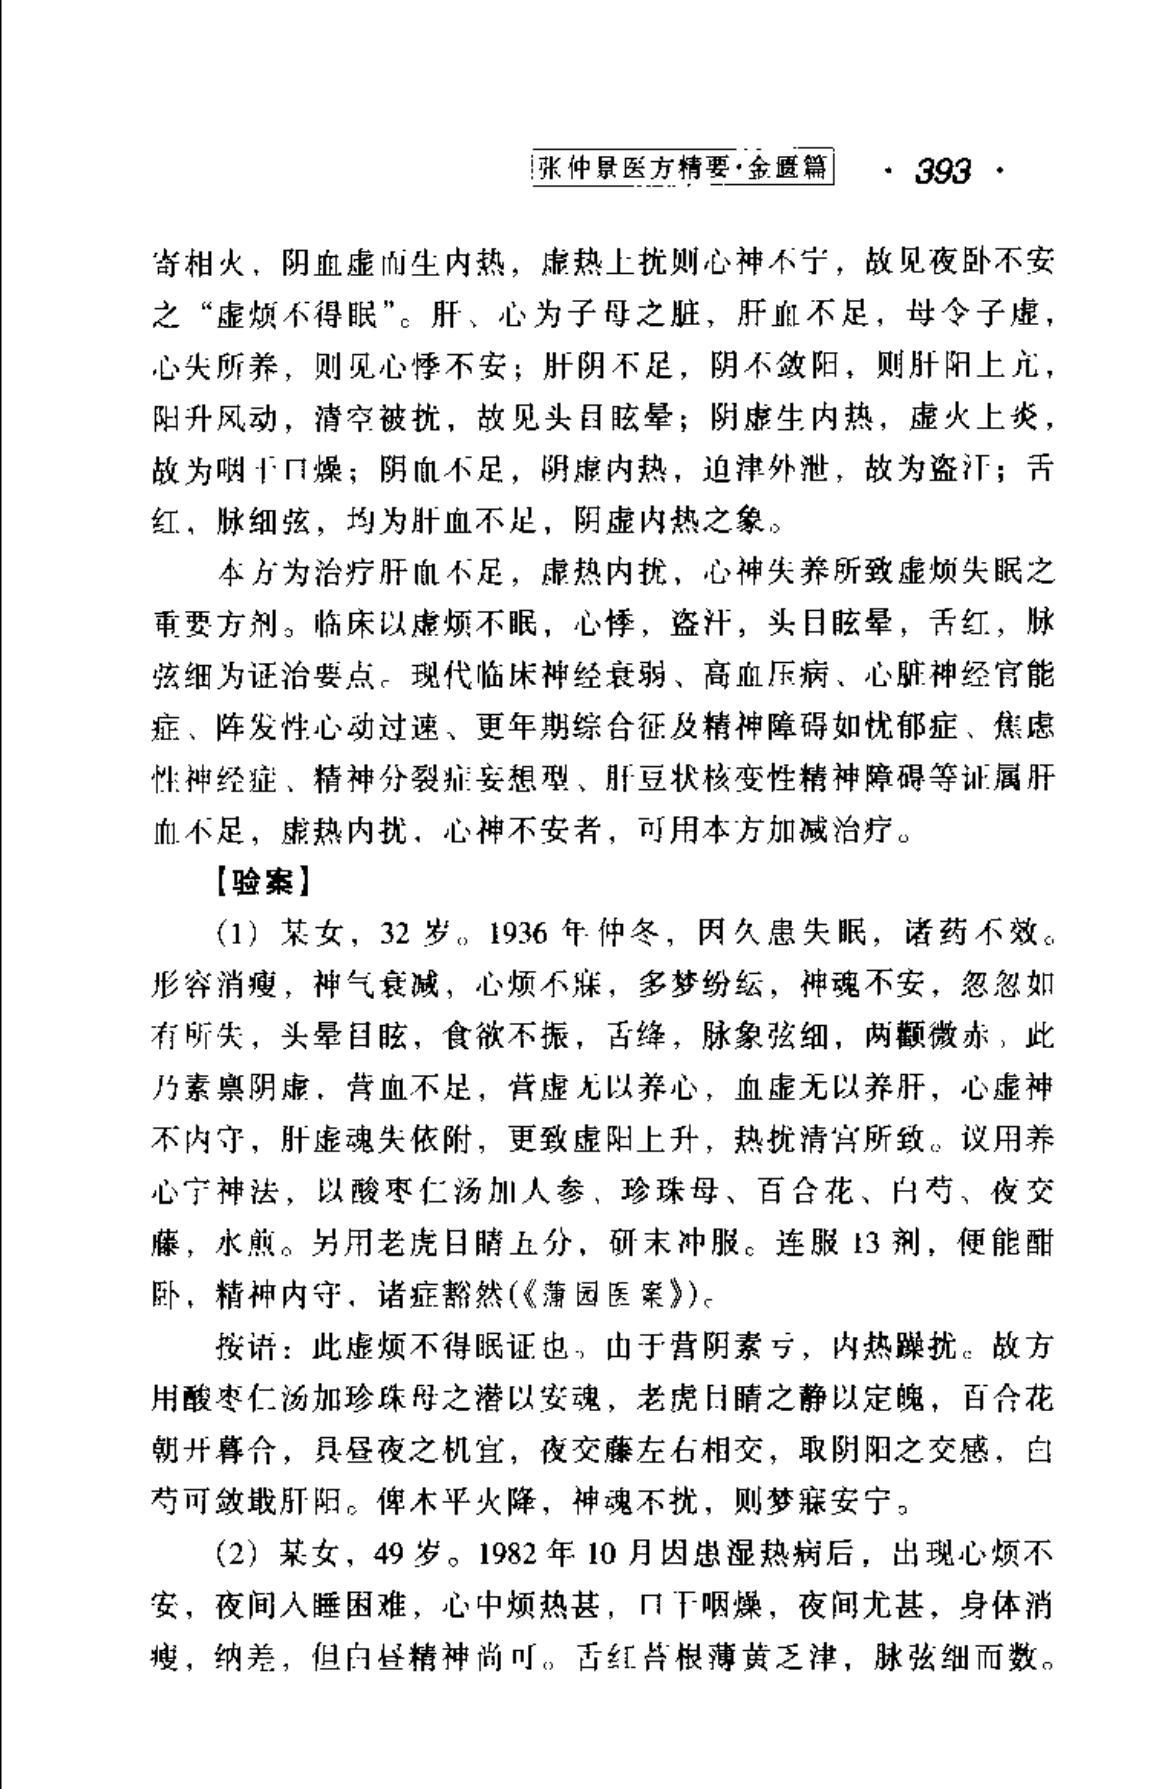 张仲景医方精要·金匮篇 · 393 ·
寄相火，阴血虚而生内热，虚热上扰则心神不宁，故见夜卧不安
之“虚烦不得眠”。肝、心为子母之脏，肝血不足，母令子虚，
心失所养，则见心悸不安；肝阴不足，阴不敛阳，则肝阳上亢，
阳升风动，清空被扰，故见头目眩晕；阴虚生内热，虚火上炎，
故为咽干口燥；阴血不足，阴虚内热，迫津外泄，故为盗汗；舌
红，脉细弦，均为肝血不足，阴虚内热之象。
本方为治疗肝血不足，虚热内扰，心神失养所致虚烦失眠之
重要方剂。临床以虚烦不眠，心悸，盗汗，头目眩晕，舌红，脉
弦细为证治要点。现代临床神经衰弱、高血压病、心脏神经官能
症、阵发性心动过速、更年期综合征及精神障碍如忧郁症、焦虑
性神经症、精神分裂症妄想型、肝豆状核变性精神障碍等证属肝
血不足，虚热内扰，心神不安者，可用本方加减治疗。
【验案】
（1）某女，32 岁。1936 年仲冬，因久患失眠，诸药不效。
形容消瘦，神气衰减，心烦不寐，多梦纷纭，神魂不安，忽忽如
有所失，头晕目眩，食欲不振，舌绛，脉象弦细，两颧微赤。此
乃素禀阴虚，营血不足，营虚无以养心，血虚无以养肝，心虚神
不内守，肝虚魂失依附，更致虚阳上升，热扰清宫所致。议用养
心宁神法，以酸枣仁汤加人参、珍珠母、百合花、白芍、夜交
藤，水煎。另用老虎目睛五分，研末冲服。连服 13 剂，便能酣
卧，精神内守，诸症豁然(《蒲园医案》)。
按语：此虚烦不得眠证也。由于营阴素亏，内热躁扰。故方
用酸枣仁汤加珍珠母之潜以安魂，老虎目睛之静以定魄，百合花
朝开暮合，具昼夜之机宜，夜交藤左右相交，取阴阳之交感，白
芍可敛戢肝阳。俾木平火降，神魂不扰，则梦寐安宁。
（2）某女，49 岁。1982 年 10 月因患湿热病后，出现心烦不
安，夜间入睡困难，心中烦热甚，口干咽燥，夜间尤甚，身体消
瘦，纳差，但白昼精神尚可。舌红苔根薄黄乏津，脉弦细而数。